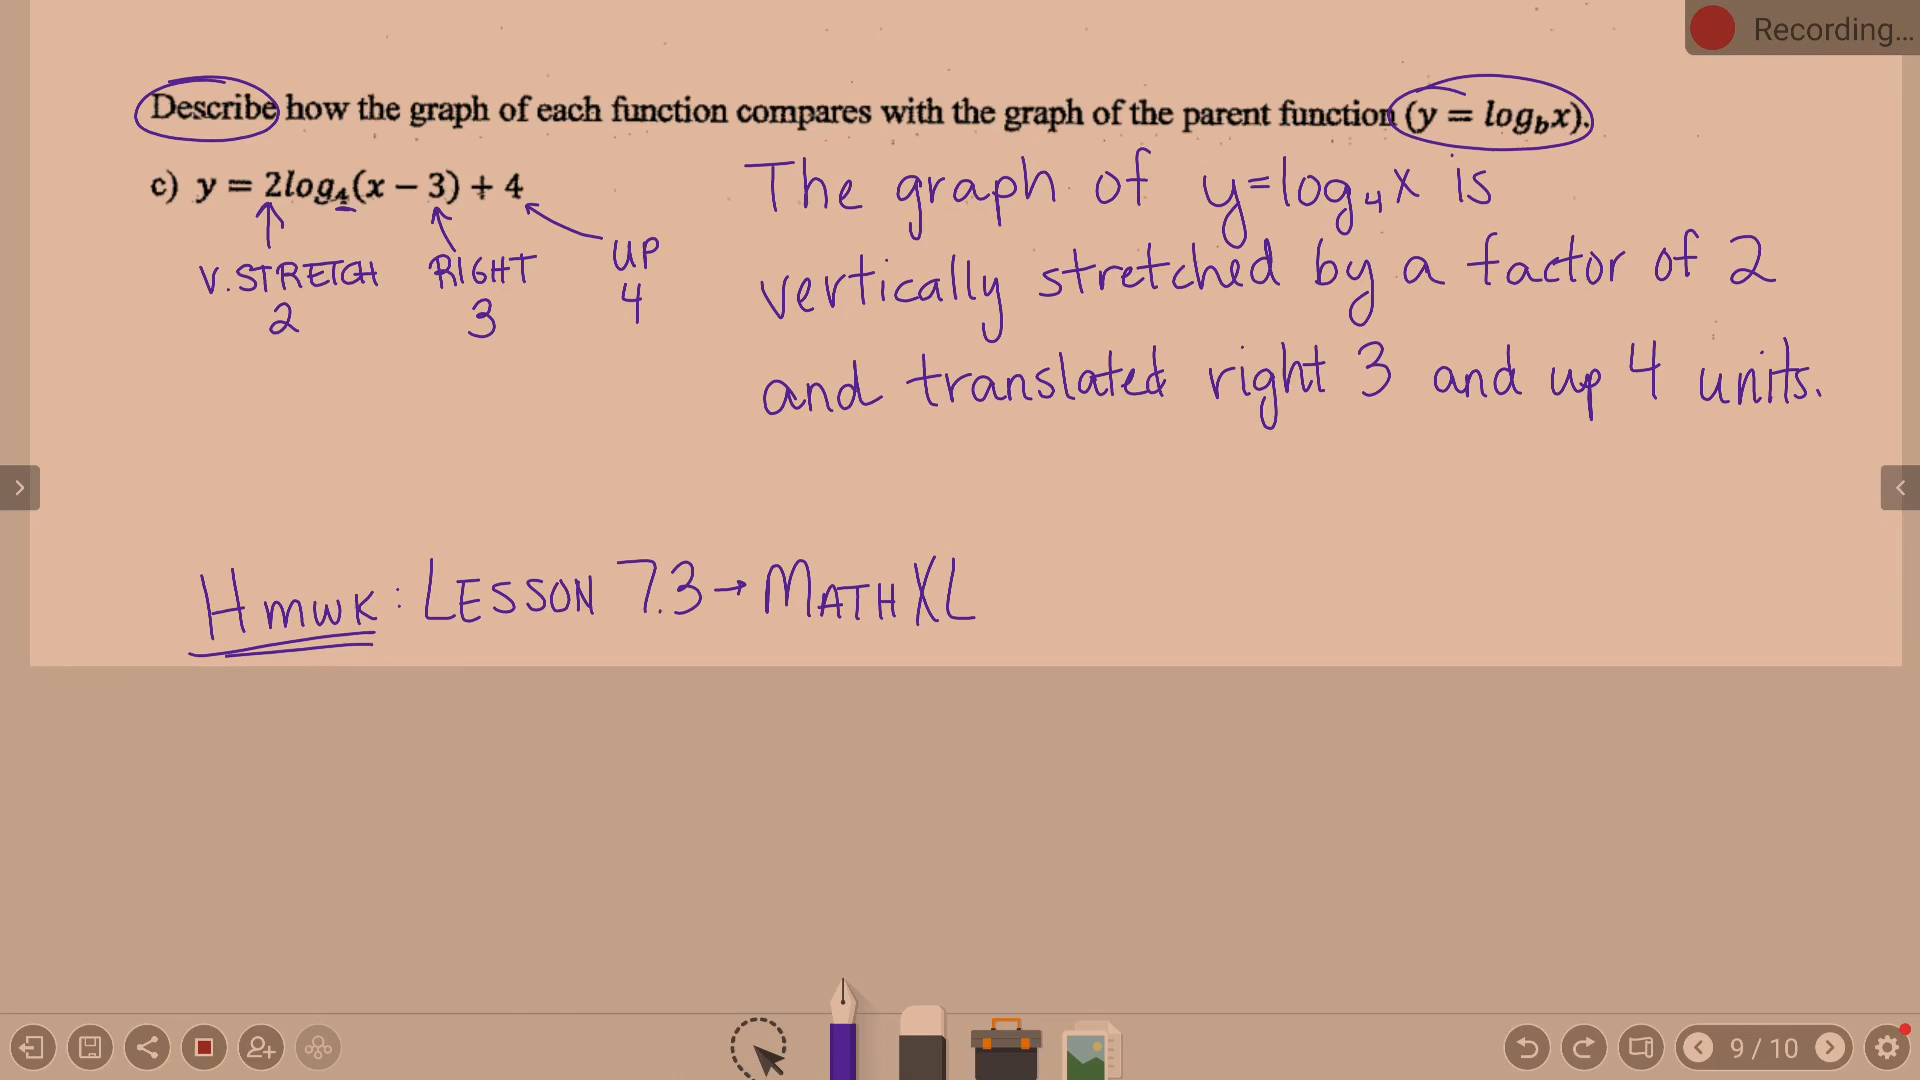 Recording...
Describe how the graph of each function compares with the graph of the parent function (y = log_b x).
c) y = 2log₄(x − 3) + 4
V. STRETCH
2
RIGHT
3
UP
4
The graph of y=log₄x is
vertically stretched by a factor of 2
and translated right 3 and up 4 units.
Hmwk: LESSON 7.3 → MATH XL
9 / 10